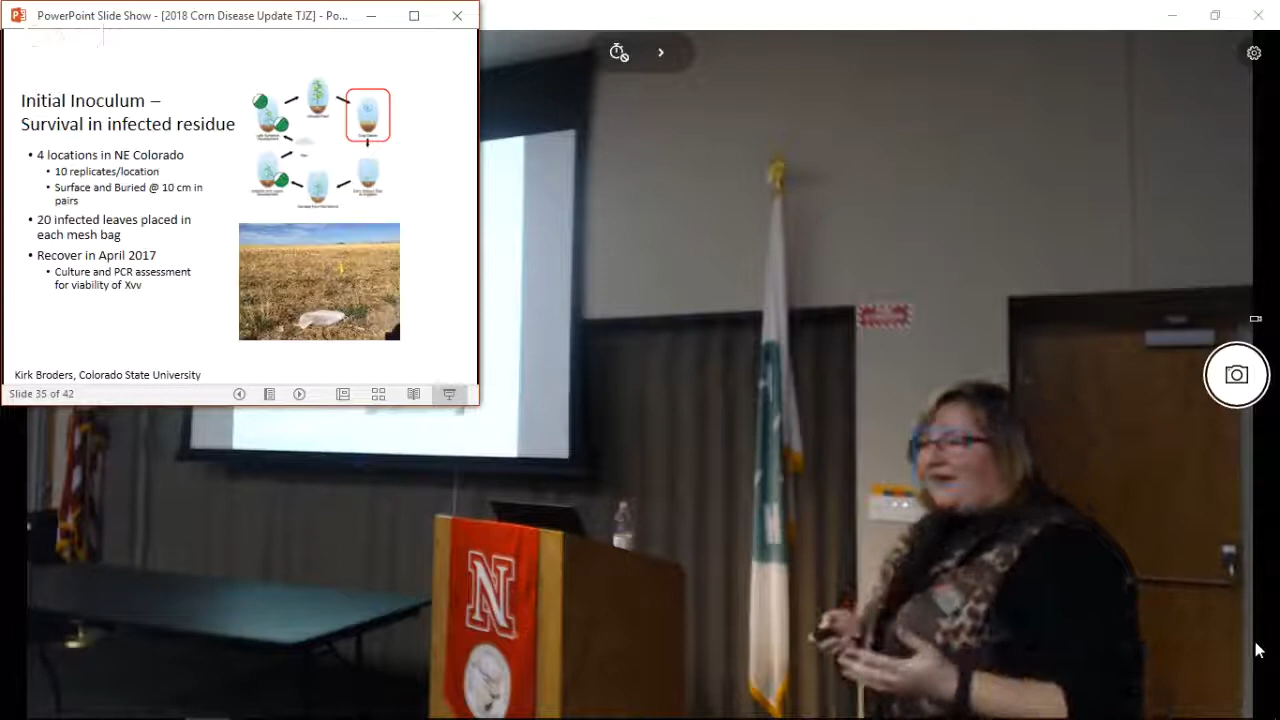 PowerPoint Slide Show - [2018 Corn Disease Update TJZ] - Po...
Initial Inoculum –
Survival in infected residue
• 4 locations in NE Colorado
• 10 replicates/location
• Surface and Buried @ 10 cm in
pairs
• 20 infected leaves placed in
each mesh bag
• Recover in April 2017
• Culture and PCR assessment
for viability of Xvv
Kirk Broders, Colorado State University
Slide 35 of 42
N